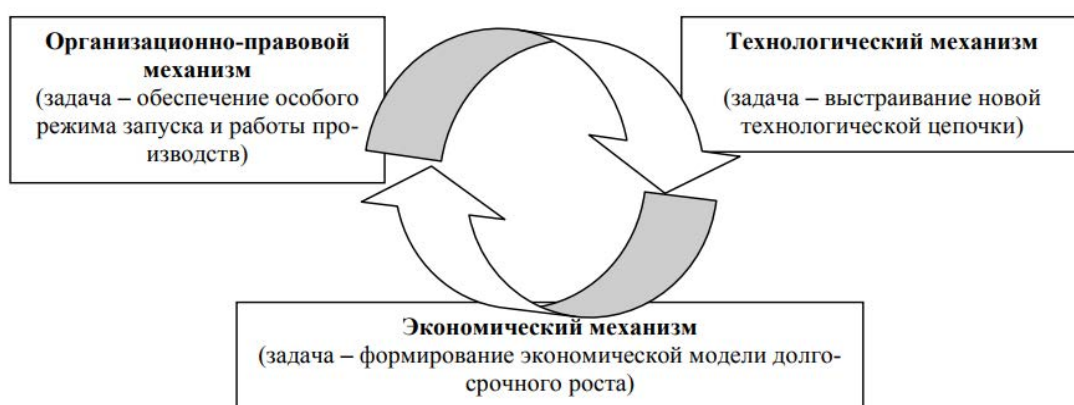 Организационно-правовой
механизм
(задача – обеспечение особого
режима запуска и работы про-
изводств)
Технологический механизм
(задача – выстраивание новой
технологической цепочки)
Экономический механизм
(задача – формирование экономической модели долго-
срочного роста)